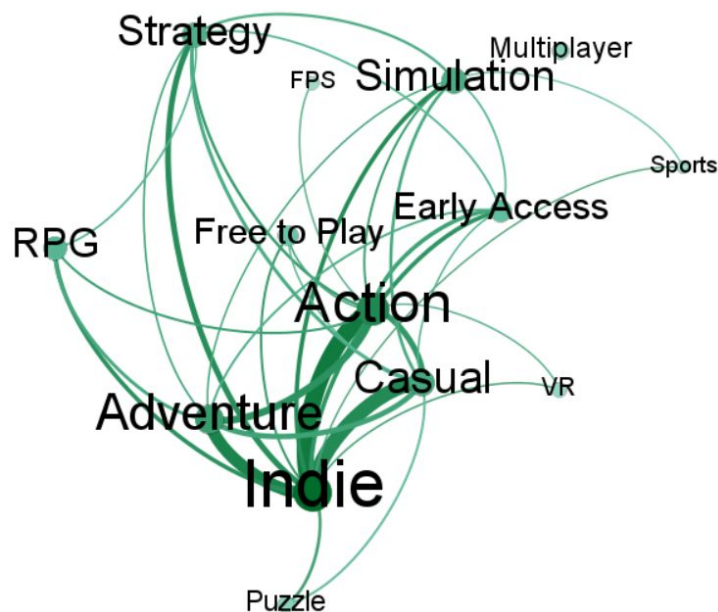 Strategy
Multiplayer
FPS
Simulation
Sports
Early Access
Free to Play
RPG
Action
Casual
VR
Adventure
Indie
Puzzle